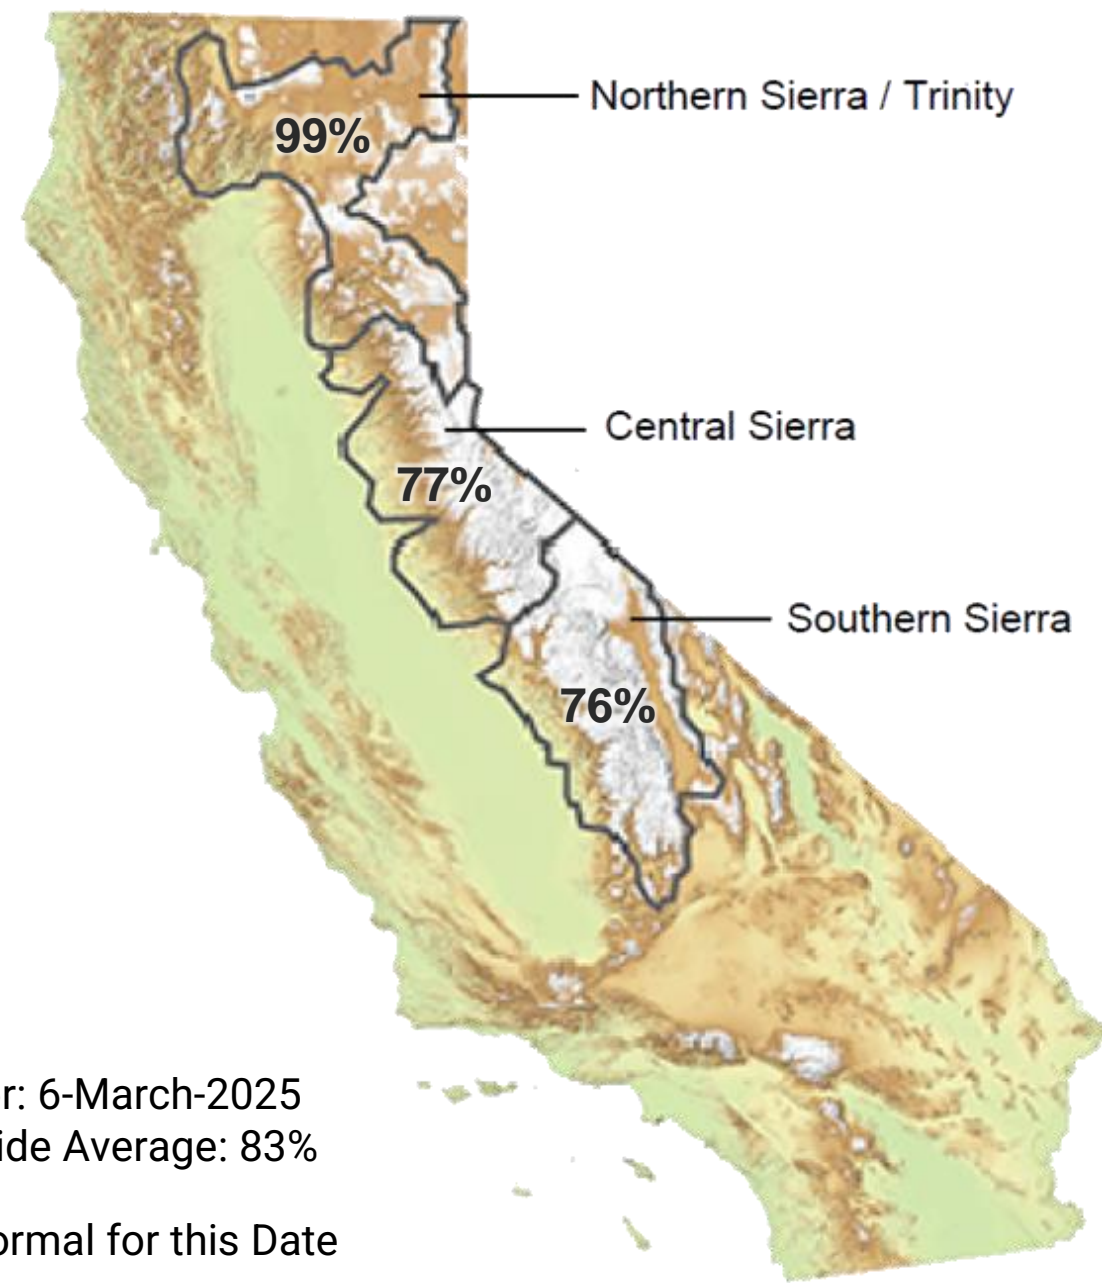 Northern Sierra / Trinity
99%
Central Sierra
77%
Southern Sierra
76%
r: 6-March-2025
ide Average: 83%
ormal for this Date